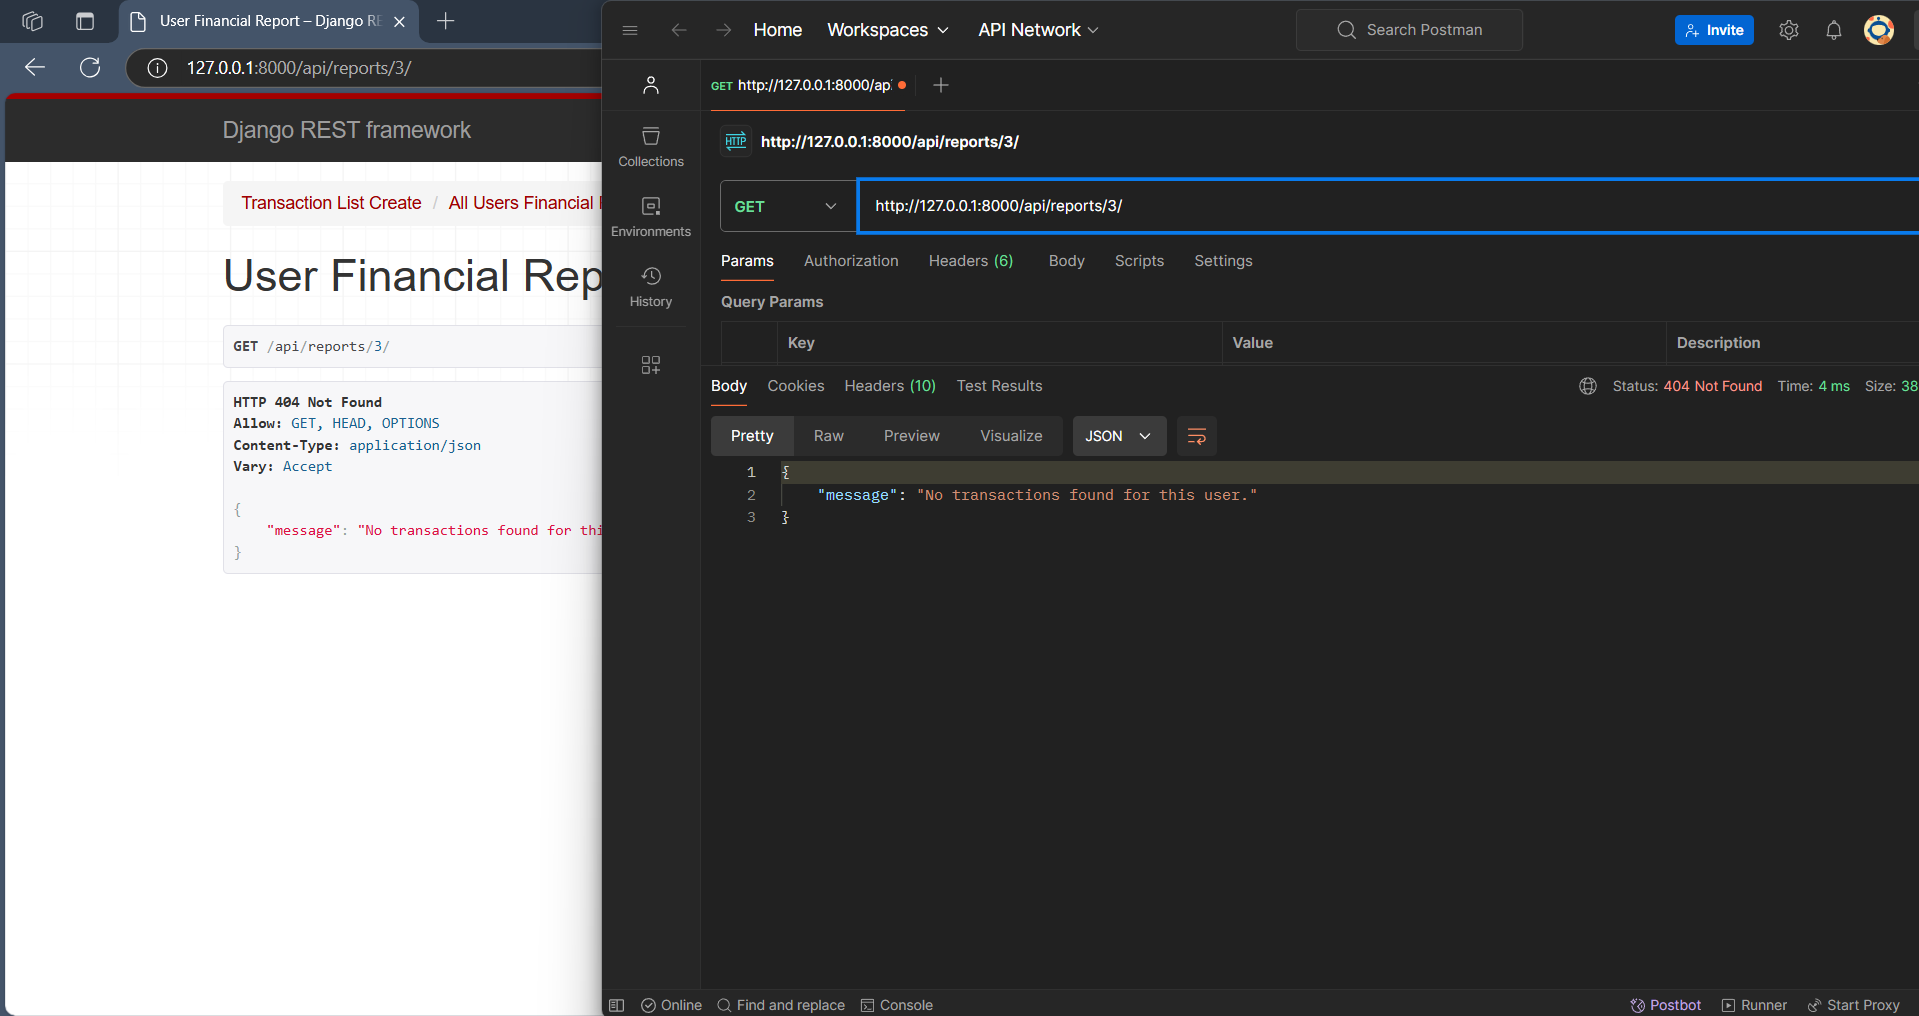 User Financial Report – Django RE
127.0.0.1:8000/api/reports/3/
Django REST framework
Transaction List Create / All Users Financial
User Financial Rep
GET /api/reports/3/
HTTP 404 Not Found
Allow: GET, HEAD, OPTIONS
Content-Type: application/json
Vary: Accept
{
"message": "No transactions found for thi
}
Home Workspaces API Network
Search Postman
Invite
GET http://127.0.0.1:8000/ap
HTTP http://127.0.0.1:8000/api/reports/3/
Collections
Environments
History
GET http://127.0.0.1:8000/api/reports/3/
Params Authorization Headers (6) Body Scripts Settings
Query Params
Key Value Description
Body Cookies Headers (10) Test Results
Status: 404 Not Found Time: 4 ms Size: 38
Pretty Raw Preview Visualize JSON
1 {
2 "message": "No transactions found for this user."
3 }
Online Find and replace Console
Postbot Runner Start Proxy